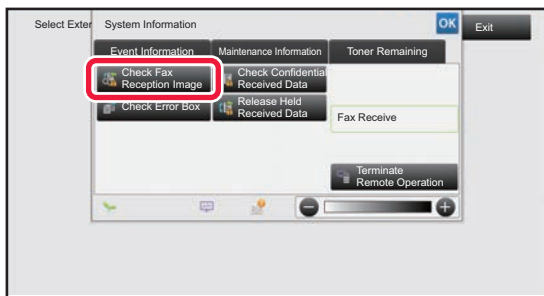 Select Exter
System Information
OK
Exit
Event Information
Maintenance Information
Toner Remaining
Check Fax
Reception Image
Check Confidential
Received Data
Check Error Box
Release Held
Received Data
Fax Receive
Terminate
Remote Operation